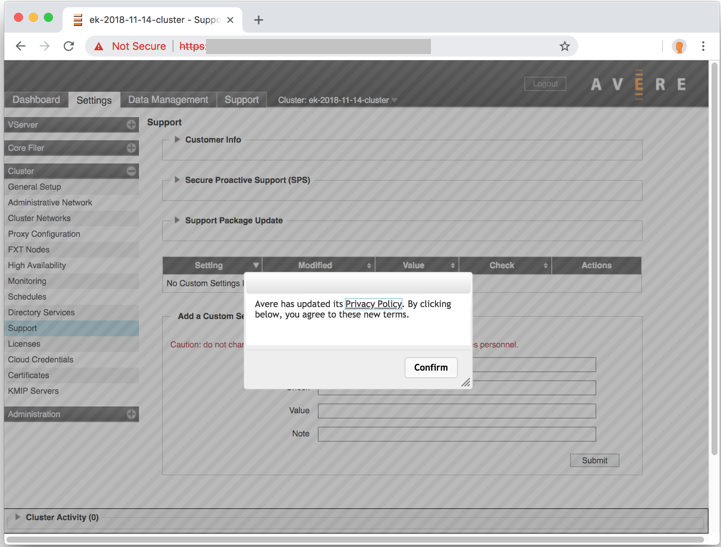 ek-2018-11-14-cluster - Suppo
Not Secure
https:
Logout
AVERE
Dashboard
Settings
Data Management
Support
Cluster: ek-2018-11-14-cluster
VServer
Core Filer
Cluster
General Setup
Administrative Network
Cluster Networks
Proxy Configuration
FXT Nodes
High Availability
Monitoring
Schedules
Directory Services
Support
Licenses
Cloud Credentials
Certificates
KMIP Servers
Administration
Support
Customer Info
Secure Proactive Support (SPS)
Support Package Update
Setting Modified Value Check Actions
No Custom Settings
Add a Custom Se
Caution: do not char
s personnel.
Avere has updated its Privacy Policy. By clicking
below, you agree to these new terms.
Confirm
Value
Note
Submit
Cluster Activity (0)